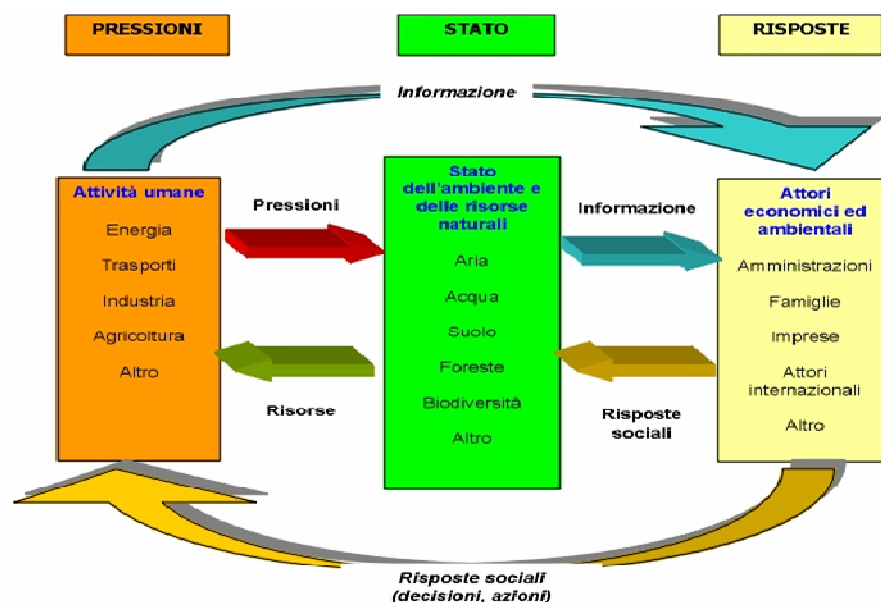 PRESSIONI
STATO
RISPOSTE
Informazione
Attività umane
Energia
Trasporti
Industria
Agricoltura
Altro
Pressioni
Risorse
Stato
dell'ambiente e
delle risorse
naturali
Aria
Acqua
Suolo
Foreste
Biodiversità
Altro
Informazione
Risposte
sociali
Attori
economici ed
ambientali
Amministrazioni
Famiglie
Imprese
Attori
internazionali
Altro
Risposte sociali
(decisioni, azioni)